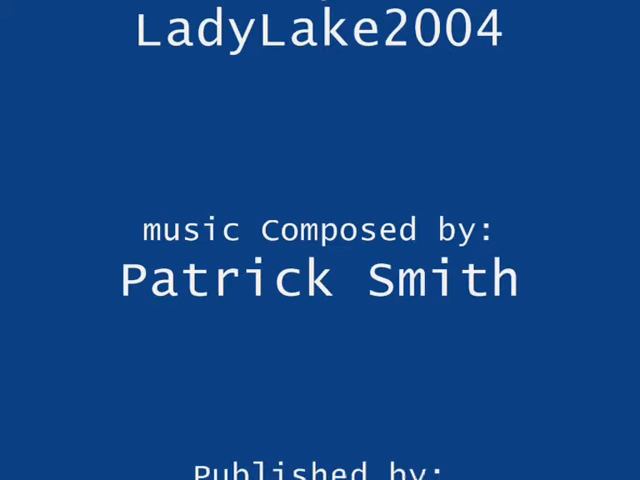 LadyLake2004
music Composed by:
Patrick Smith
Published by: